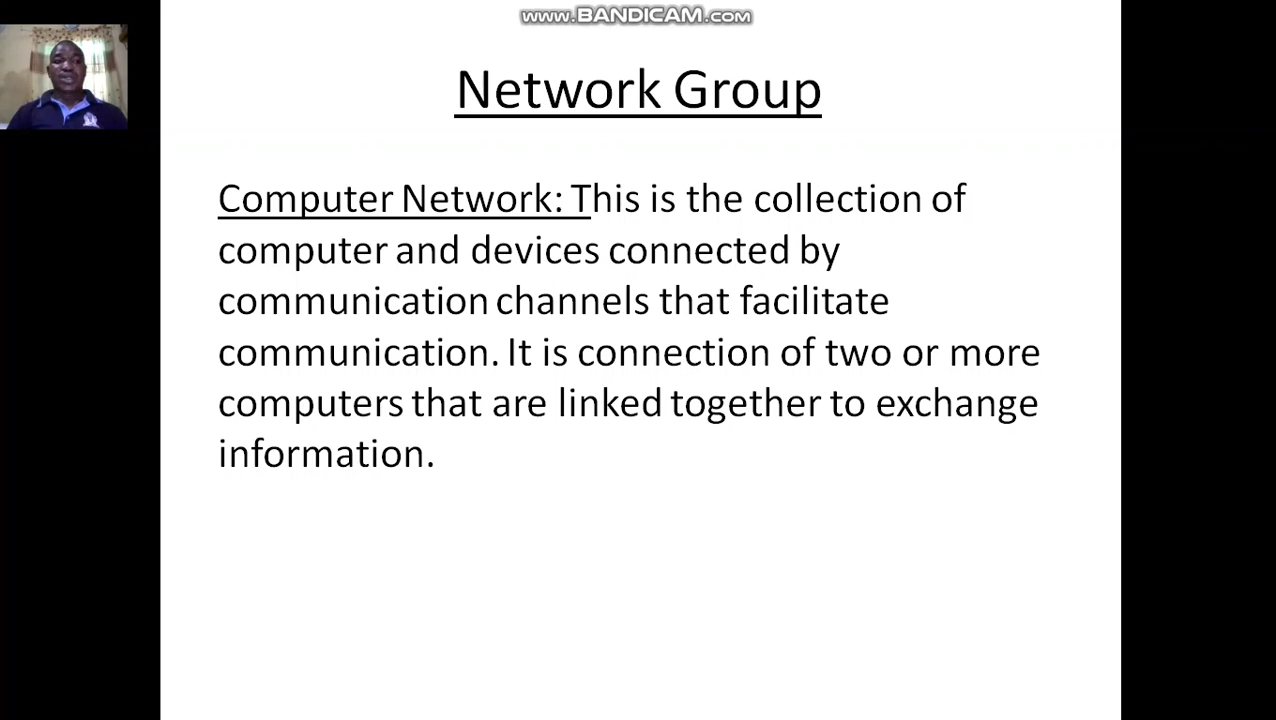 www.BANDICAM.com
Network Group
Computer Network: This is the collection of
computer and devices connected by
communication channels that facilitate
communication. It is connection of two or more
computers that are linked together to exchange
information.